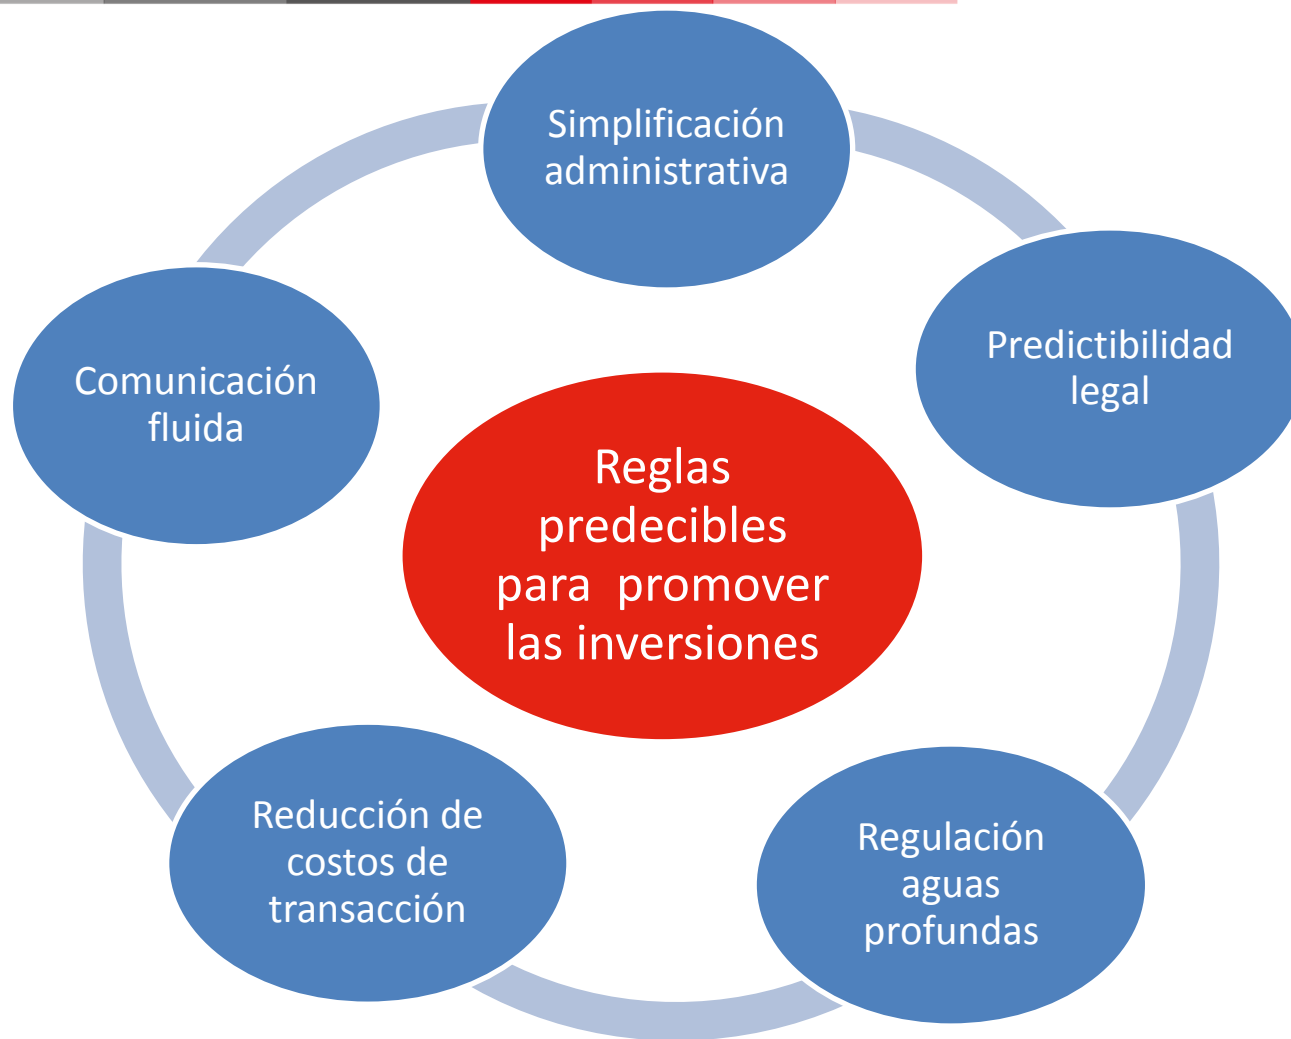 Simplificación
administrativa
Predictibilidad
legal
Regulación
aguas
profundas
Reducción de
costos de
transacción
Comunicación
fluida
Reglas
predecibles
para  promover
las inversiones